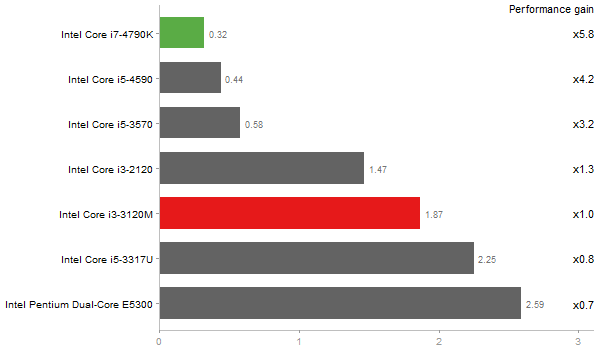 Performance gain
Intel Core i7-4790K 0.32 x5.8
Intel Core i5-4590 0.44 x4.2
Intel Core i5-3570 0.58 x3.2
Intel Core i3-2120 1.47 x1.3
Intel Core i3-3120M 1.87 x1.0
Intel Core i5-3317U 2.25 x0.8
Intel Pentium Dual-Core E5300 2.59 x0.7
0 1 2 3